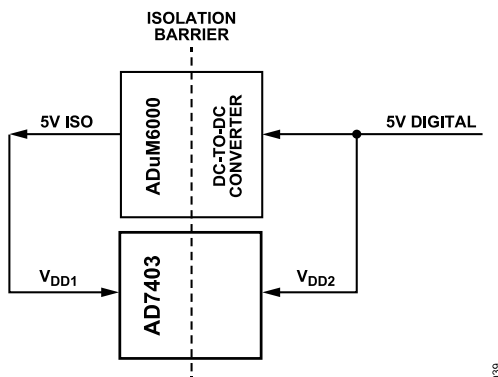 ISOLATION
BARRIER
5V ISO
ADuM6000
DC-TO-DC
CONVERTER
5V DIGITAL
VDD1
AD7403
VDD2